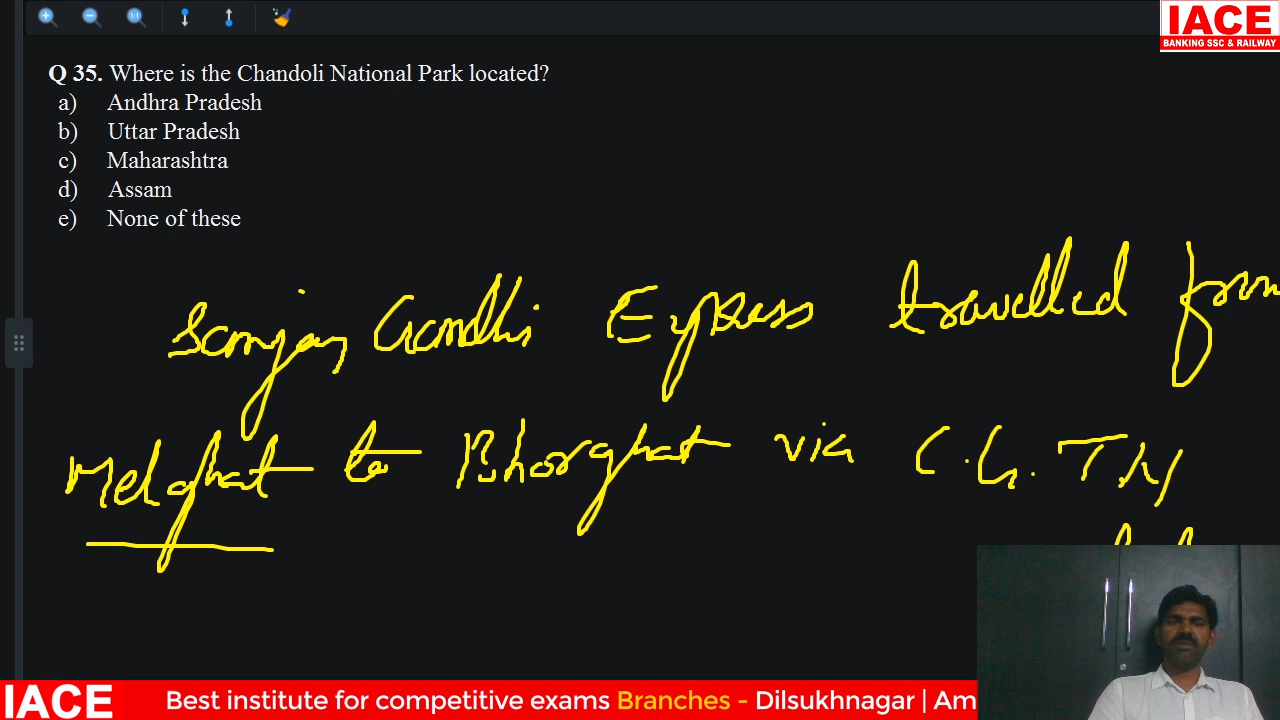 IACE
BANKING SSC & RAILWAY
Q 35. Where is the Chandoli National Park located?
a) Andhra Pradesh
b) Uttar Pradesh
c) Maharashtra
d) Assam
e) None of these
Sanjay Gandhi Express travelled from
Melghat to Bhorghat via C.G.T.N
IACE
Best institute for competitive exams Branches - Dilsukhnagar | Am